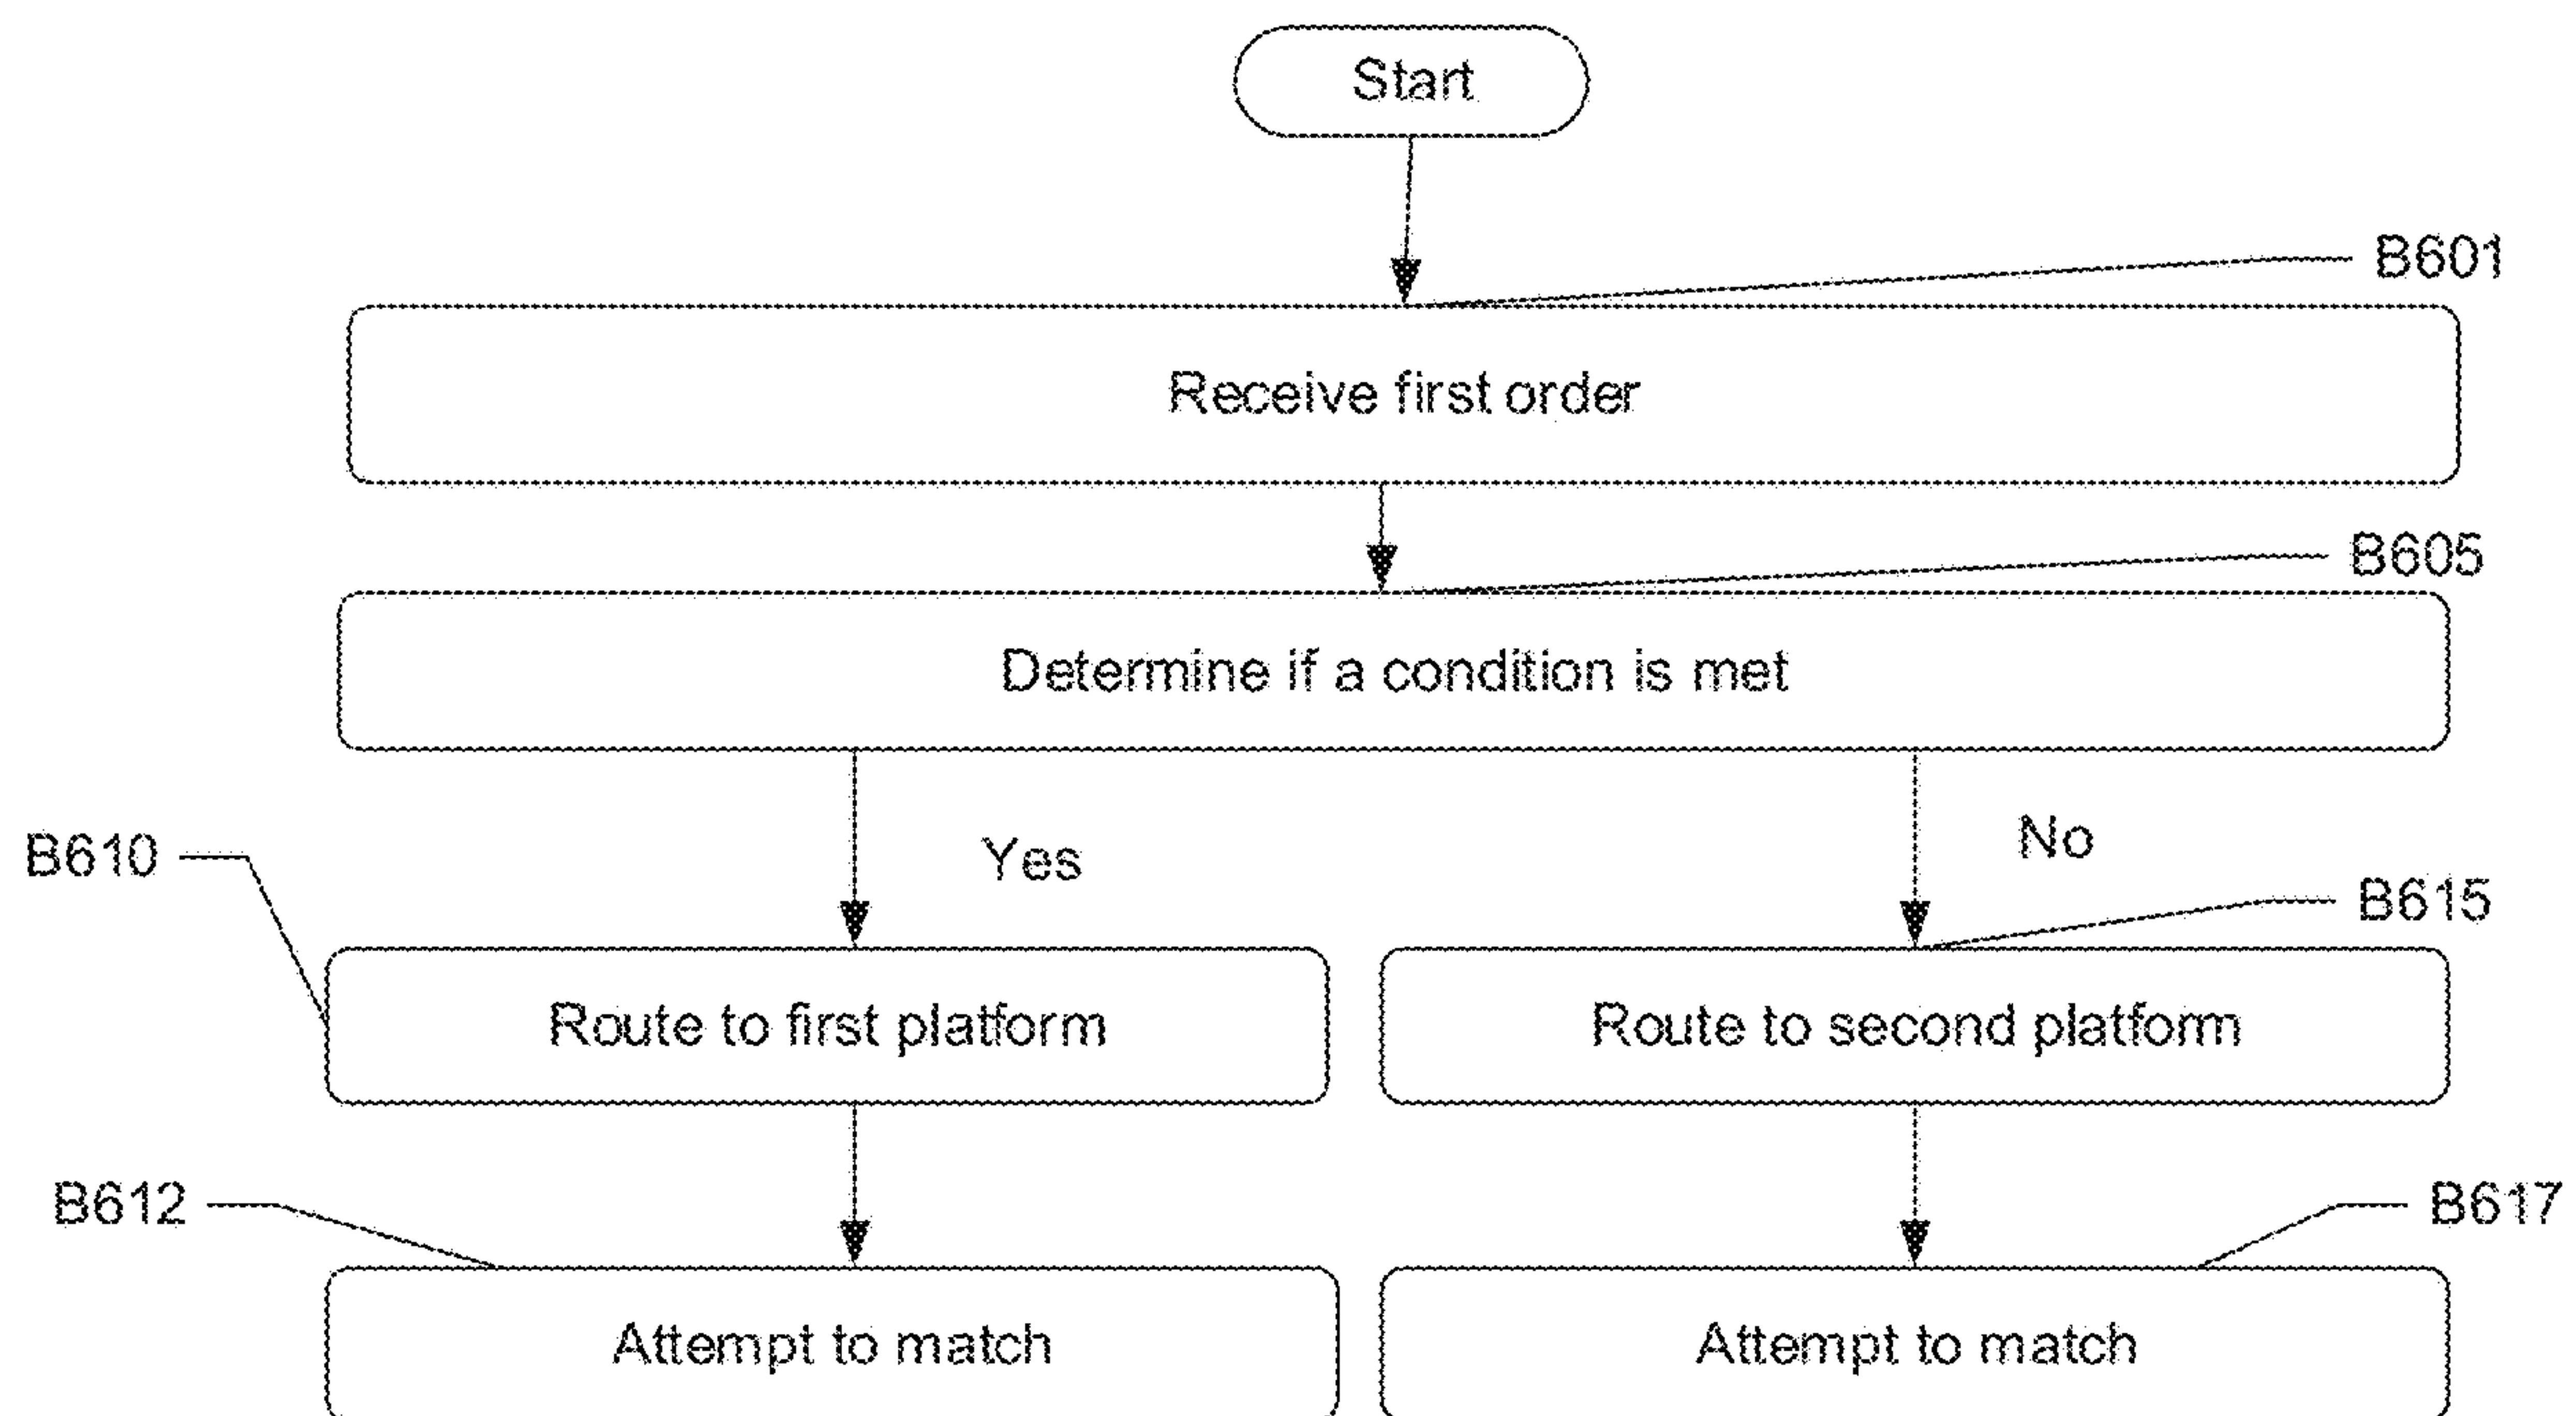 Start
B601
Receive first order
B605
Determine if a condition is met
B610
Yes
No
B615
Route to first platform
Route to second platform
B612
B617
Attempt to match
Attempt to match